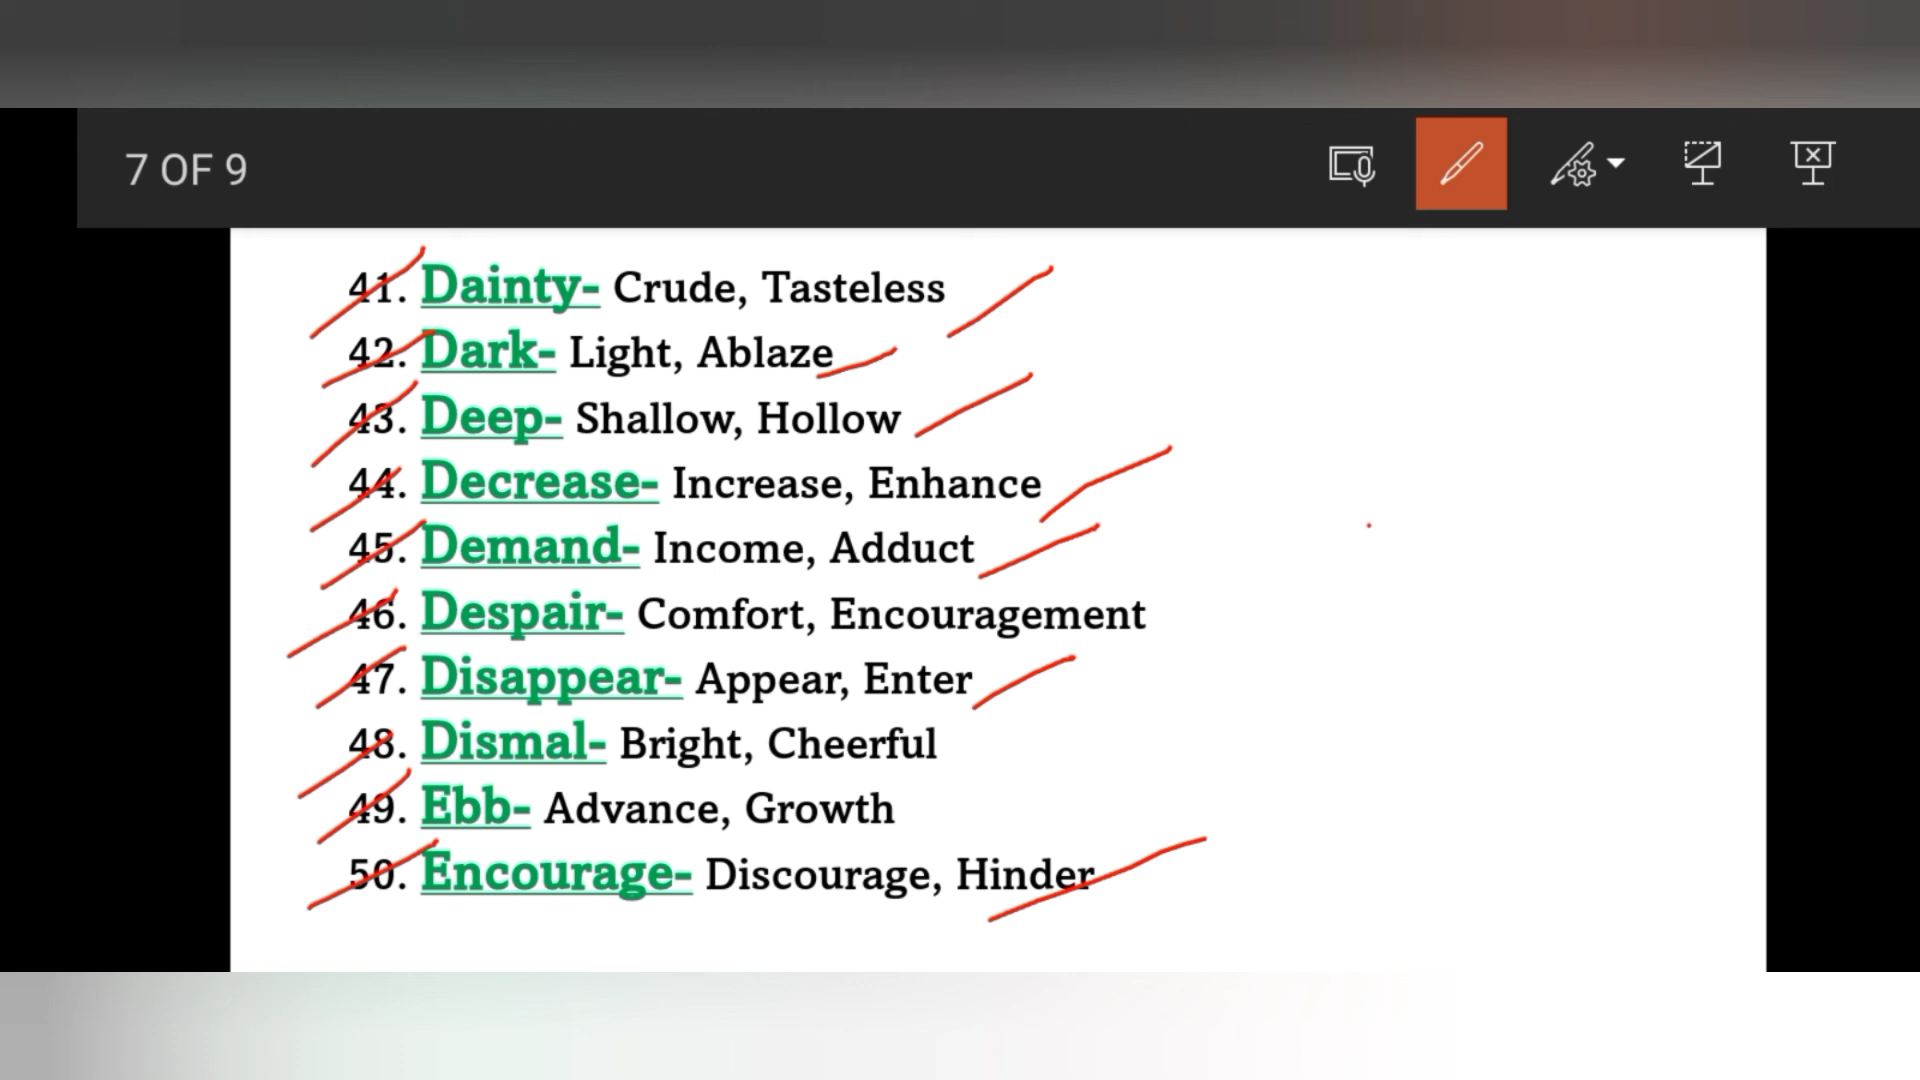 7 OF 9
41. Dainty- Crude, Tasteless
42. Dark- Light, Ablaze
43. Deep- Shallow, Hollow
44. Decrease- Increase, Enhance
45. Demand- Income, Adduct
46. Despair- Comfort, Encouragement
47. Disappear- Appear, Enter
48. Dismal- Bright, Cheerful
49. Ebb- Advance, Growth
50. Encourage- Discourage, Hinder